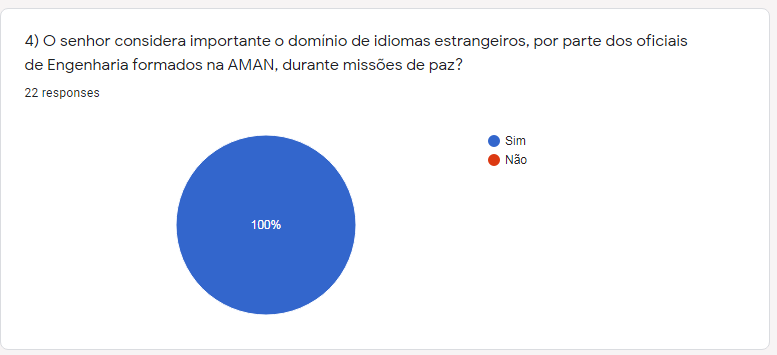 4) O senhor considera importante o domínio de idiomas estrangeiros, por parte dos oficiais
de Engenharia formados na AMAN, durante missões de paz?
22 responses
Sim
Não
100%